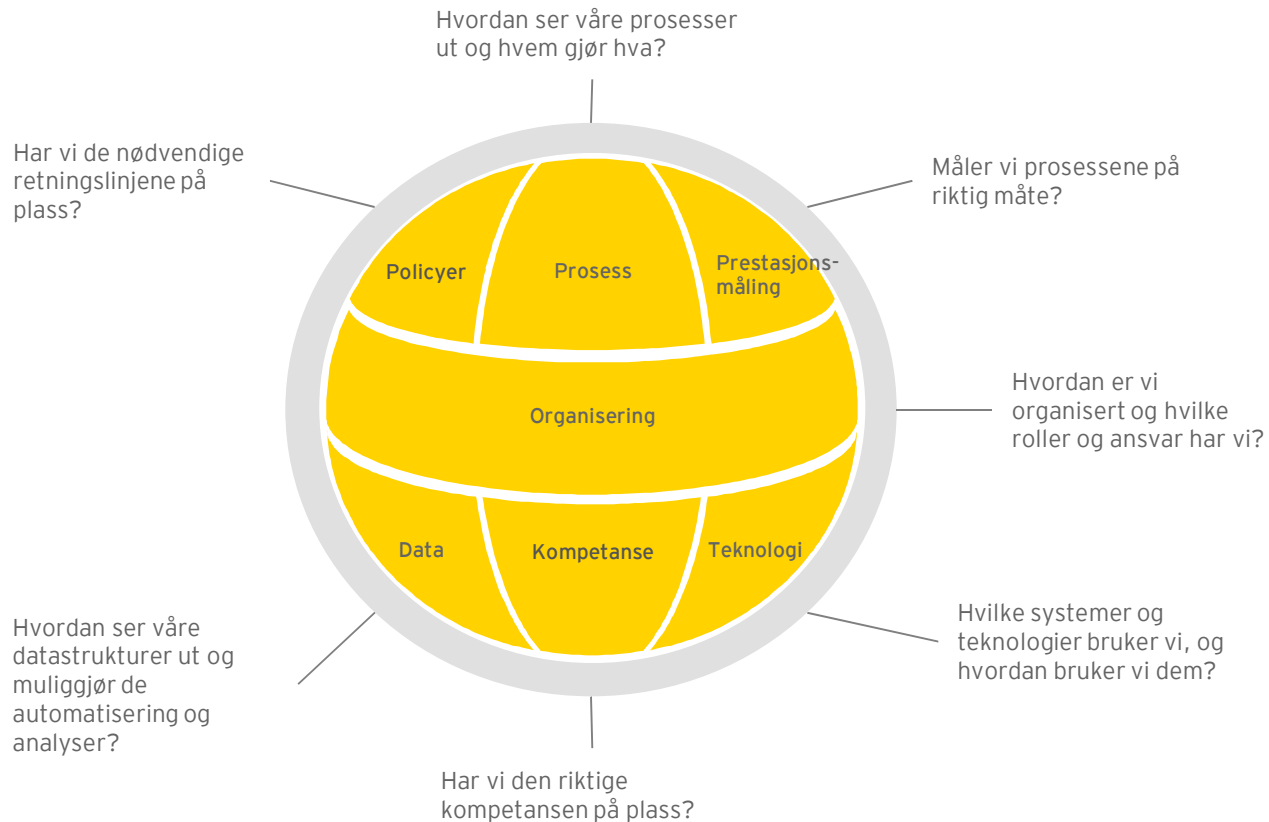 Hvordan ser våre prosesser
ut og hvem gjør hva?
Har vi de nødvendige
retningslinjene på
plass?
Måler vi prosessene på
riktig måte?
Policyer
Prosess
Prestasjons-
måling
Organisering
Hvordan er vi
organisert og hvilke
roller og ansvar har vi?
Data
Kompetanse
Teknologi
Hvordan ser våre
datastrukturer ut og
muliggjør de
automatisering og
analyser?
Hvilke systemer og
teknologier bruker vi, og
hvordan bruker vi dem?
Har vi den riktige
kompetansen på plass?